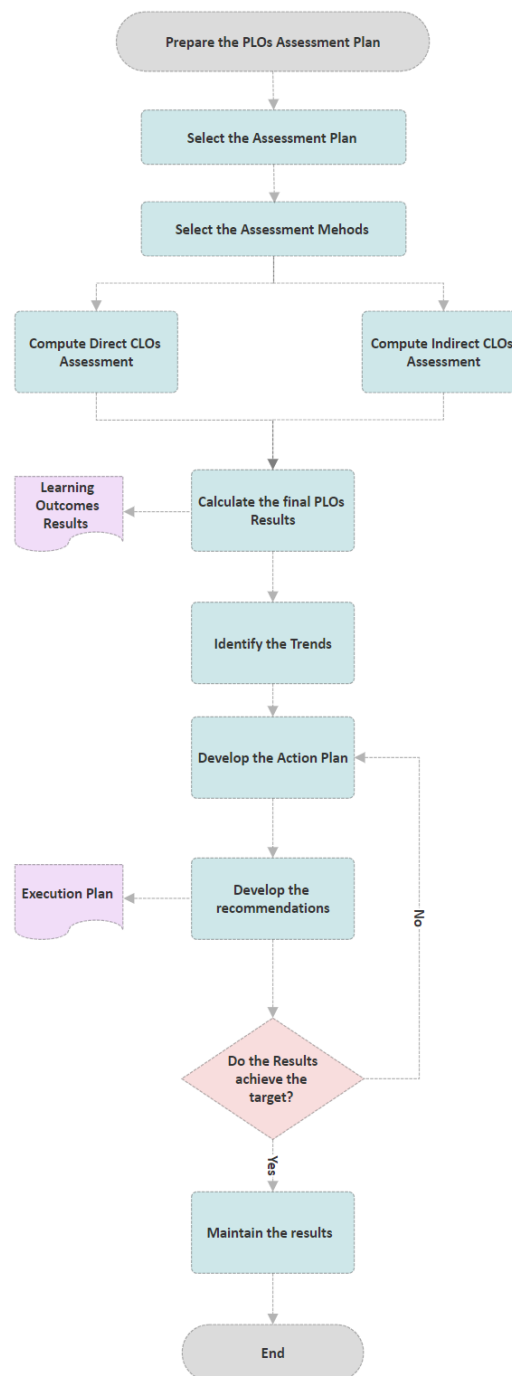 Prepare the PLOs Assessment Plan
Select the Assessment Plan
Select the Assessment Mehods
Compute Direct CLOs
Assessment
Compute Indirect CLOs
Assessment
Learning
Outcomes
Results
Calculate the final PLOs
Results
Identify the Trends
Develop the Action Plan
Execution Plan
Develop the
recommendations
No
Do the Results
achieve the
target?
Yes
Maintain the results
End